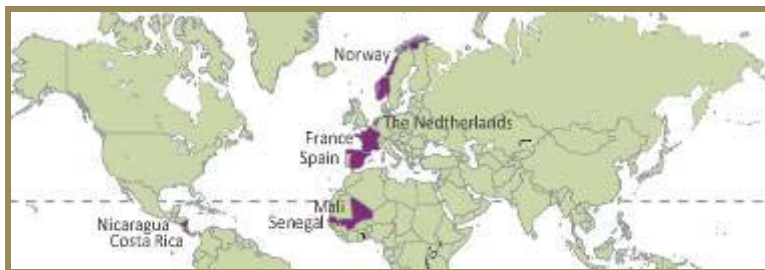 Norway
The Nedtherlands
France
Spain
Mali
Senegal
Nicaragua
Costa Rica